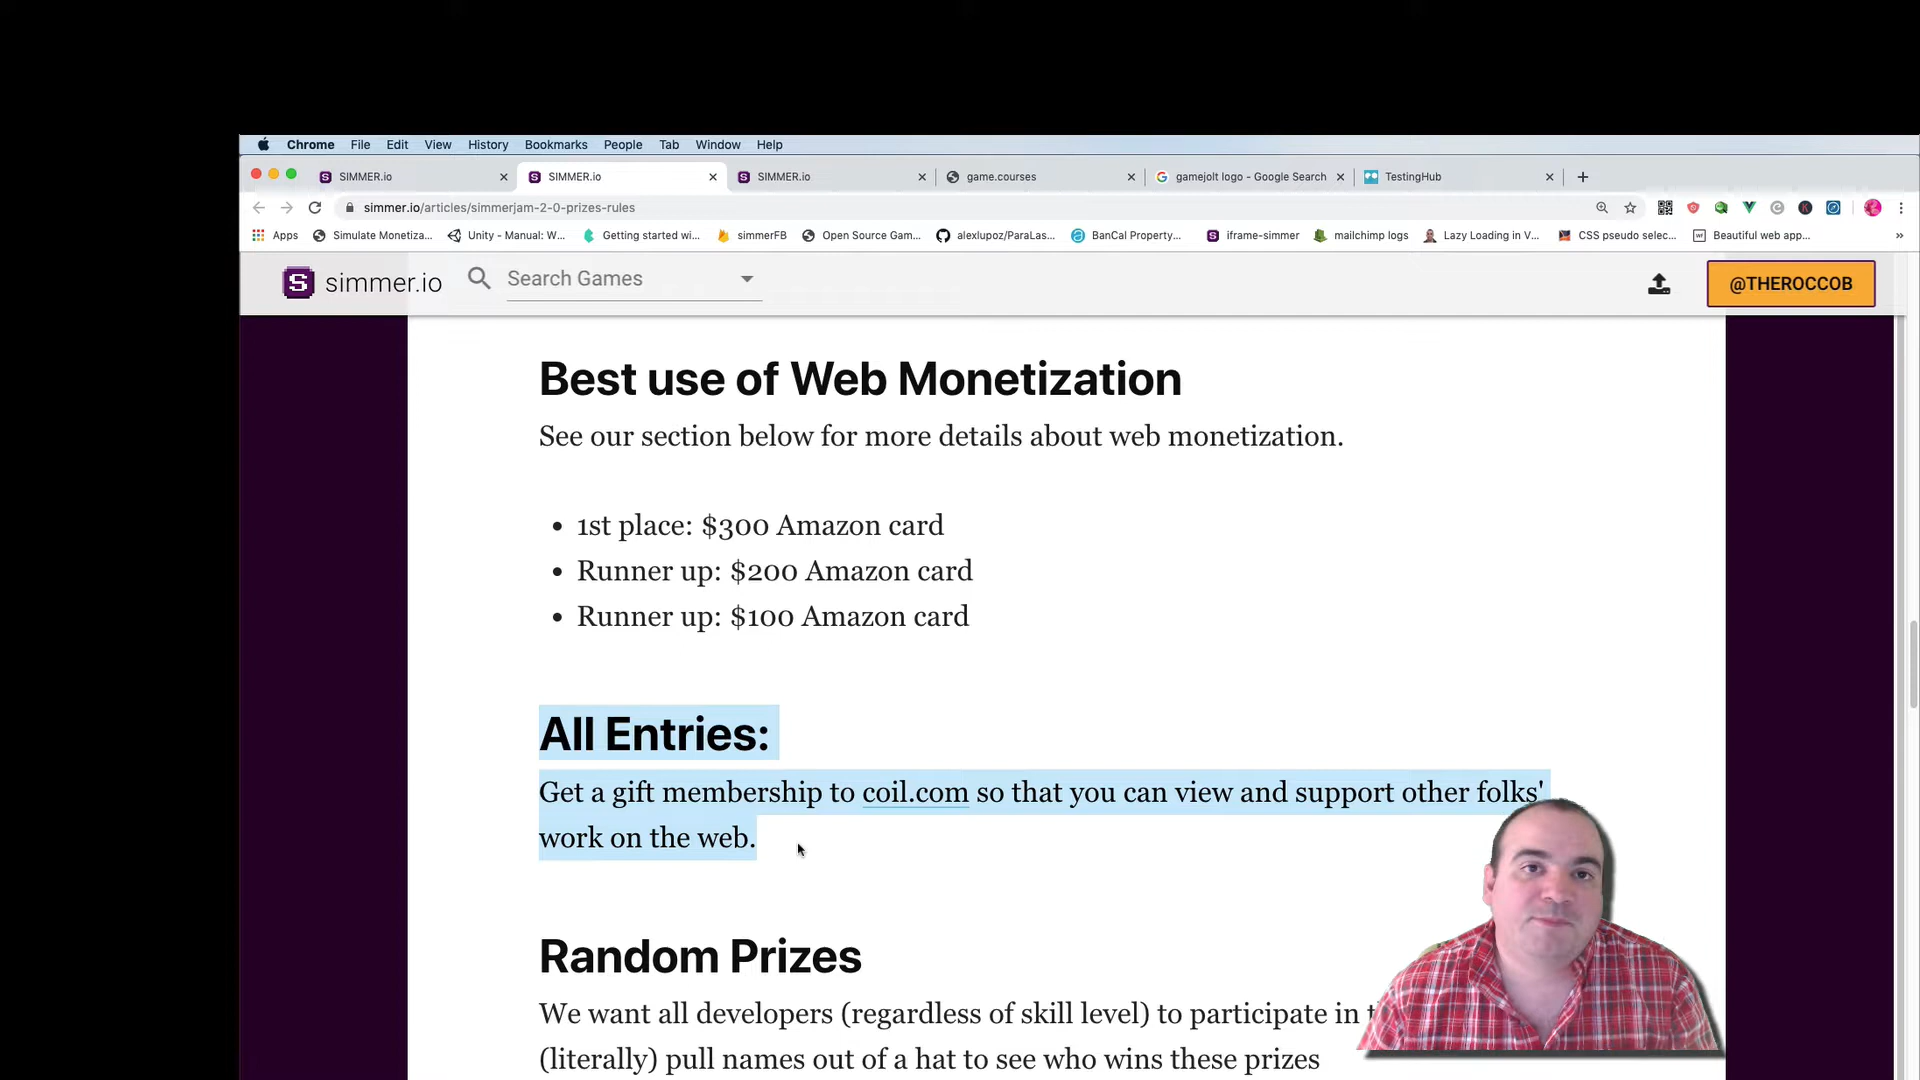 Chrome File Edit View History Bookmarks People Tab Window Help
SIMMER.io SIMMER.io SIMMER.io game.courses gamejolt logo - Google Search TestingHub
simmer.io/articles/simmerjam-2-0-prizes-rules
Apps Simulate Monetiza... Unity - Manual: W... Getting started wi... simmerFB Open Source Gam... alexlupoz/ParaLas... BanCal Property... iframe-simmer mailchimp logs Lazy Loading in V... CSS pseudo selec... Beautiful web app...
simmer.io Search Games @THEROCCOB
Best use of Web Monetization
See our section below for more details about web monetization.
• 1st place: $300 Amazon card
• Runner up: $200 Amazon card
• Runner up: $100 Amazon card
All Entries:
Get a gift membership to coil.com so that you can view and support other folks'
work on the web.
Random Prizes
We want all developers (regardless of skill level) to participate in
(literally) pull names out of a hat to see who wins these prizes